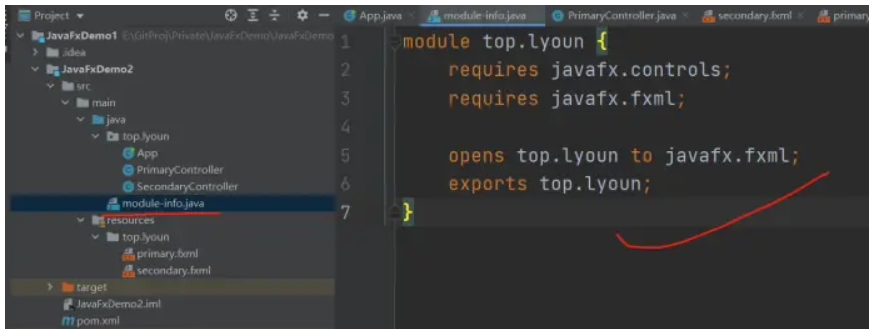 Project
App.java
module-info.java
PrimaryController.java
secondary.fxml
primary
JavaFxDemo1 E:\GitProj\Private\JavaFxDemo\JavaFxDemo
.idea
JavaFxDemo2
src
main
java
top.lyoun
App
PrimaryController
SecondaryController
module-info.java
resources
top.lyoun
primary.fxml
secondary.fxml
target
JavaFxDemo2.iml
pom.xml
1 module top.lyoun {
2 requires javafx.controls;
3 requires javafx.fxml;
4
5 opens top.lyoun to javafx.fxml;
6 exports top.lyoun;
7 }